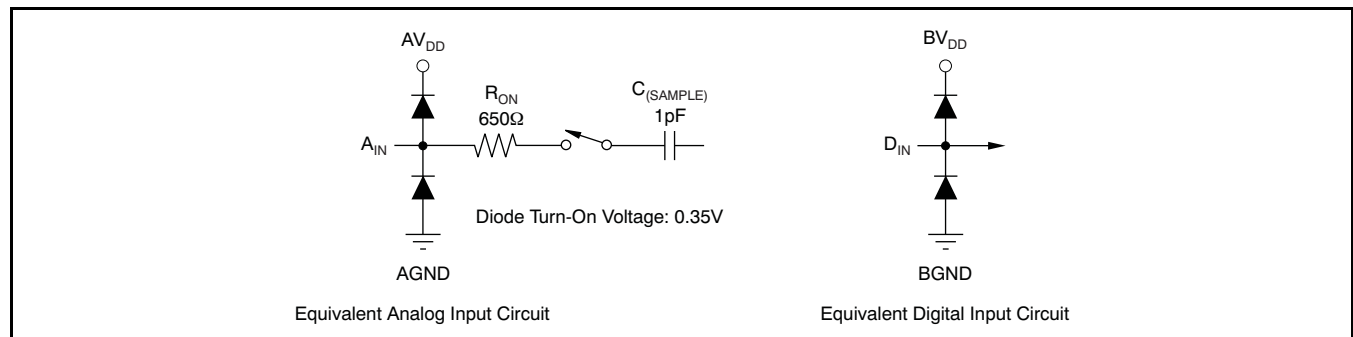 AV_DD
R_ON
650Ω
C_(SAMPLE)
1pF
A_IN
Diode Turn-On Voltage: 0.35V
AGND
Equivalent Analog Input Circuit
BV_DD
D_IN
BGND
Equivalent Digital Input Circuit